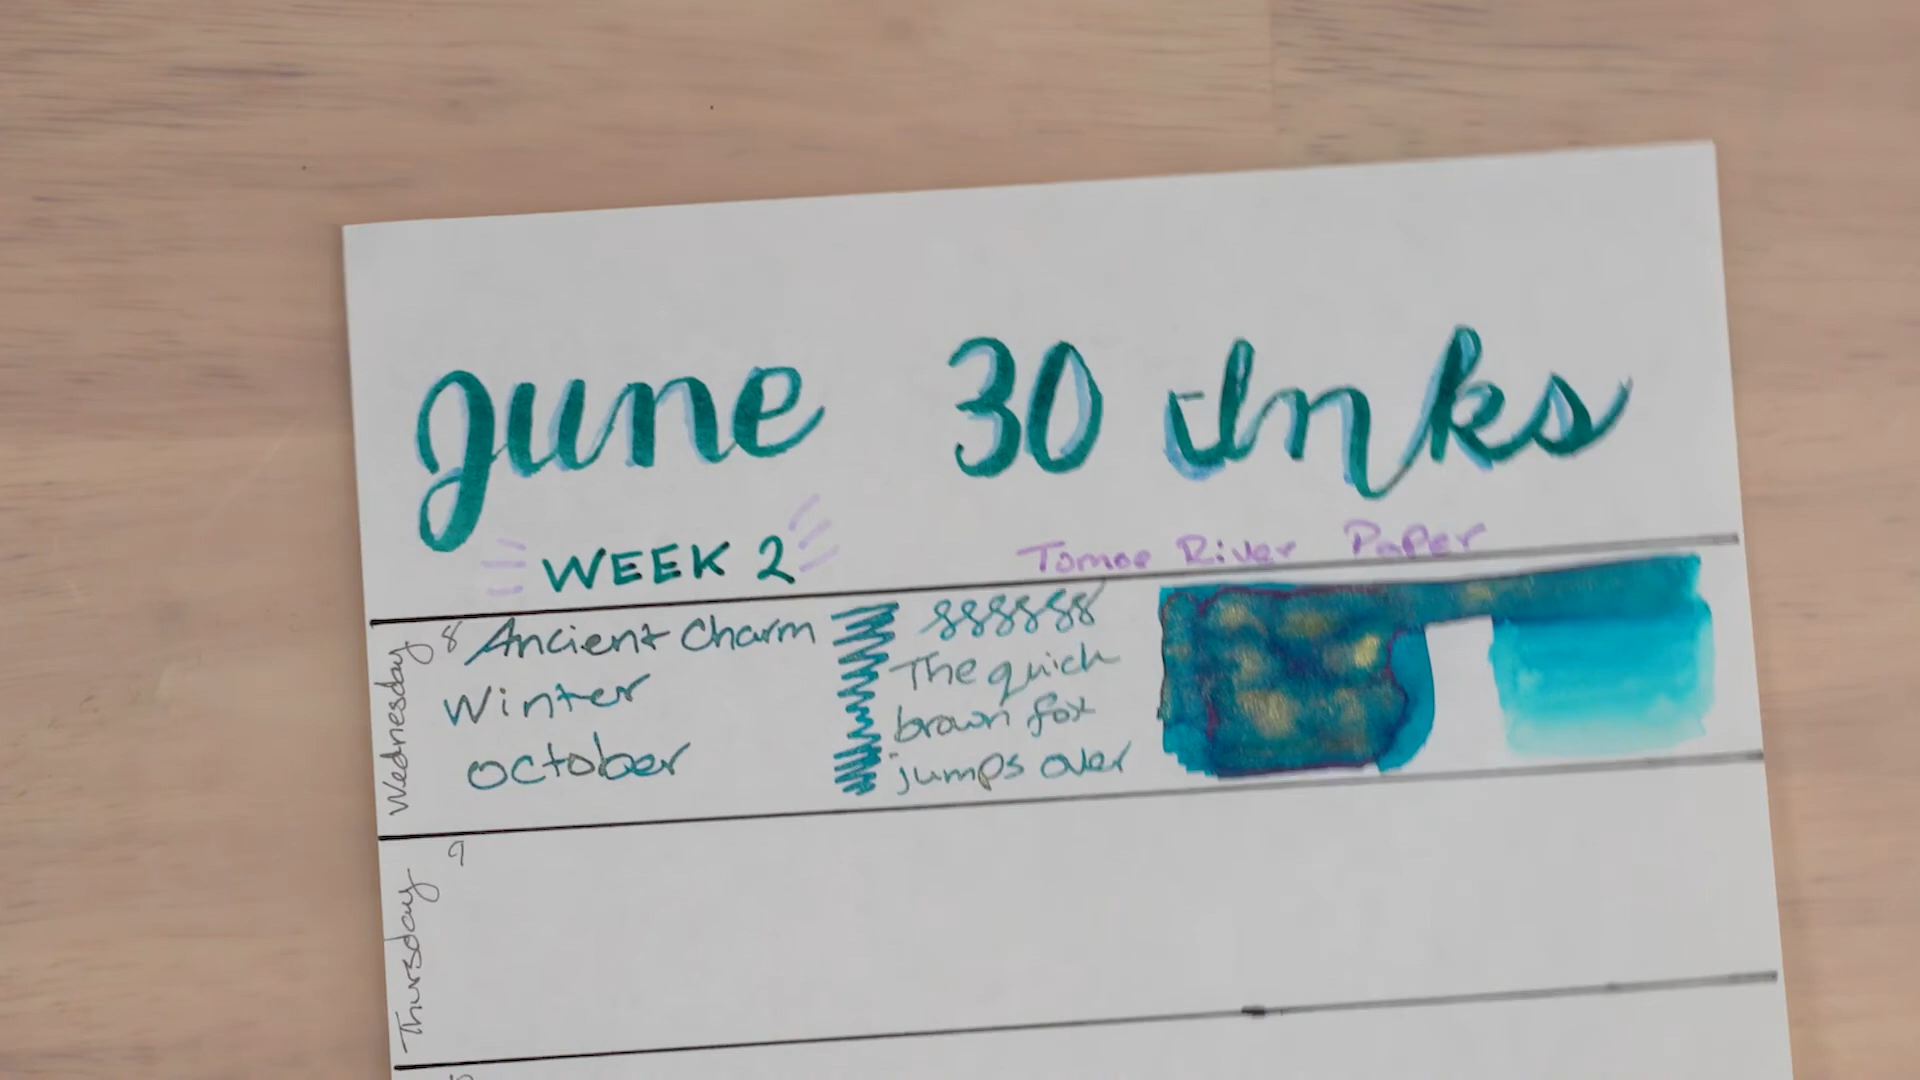 June 30 Inks
WEEK 2
Tomoe River Paper
Wednesday
8 Ancient Charm
Winter
October
The quick
brown fox
jumps over
Thursday
9